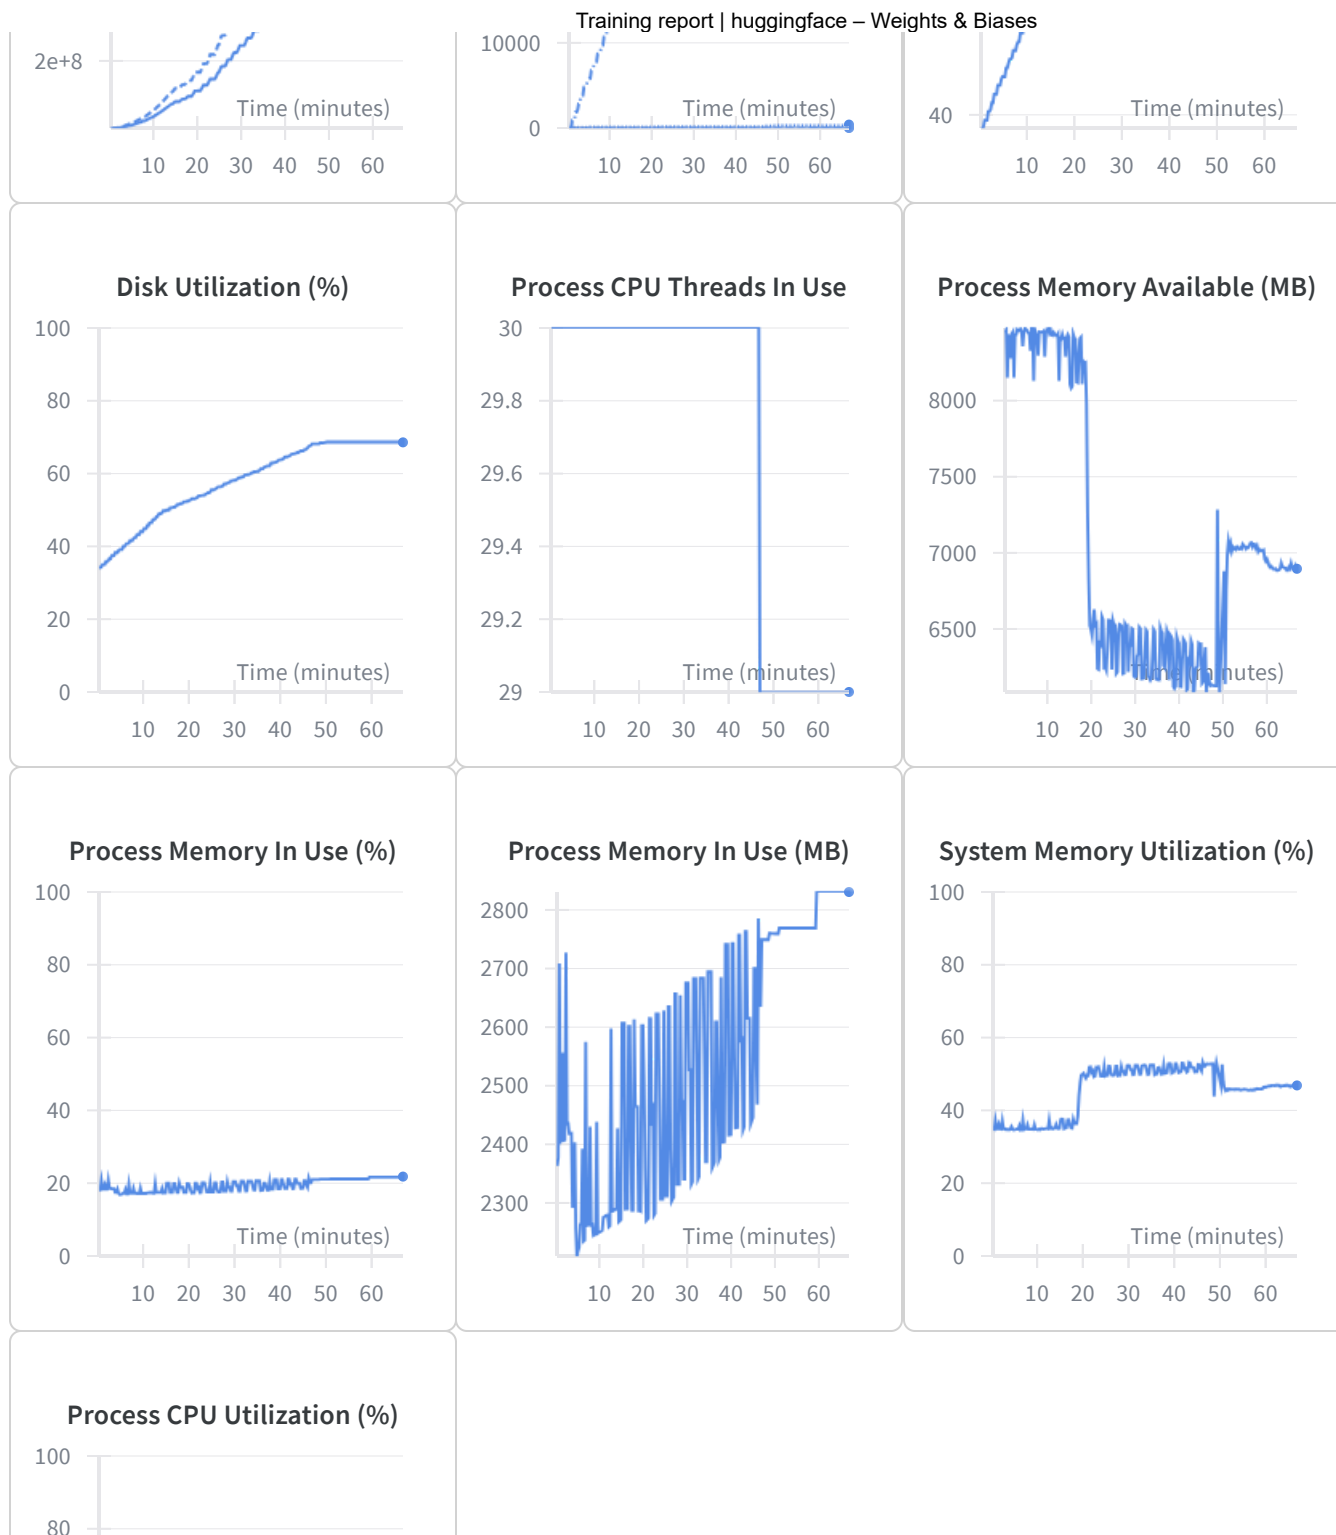 Training report | huggingface – Weights & Biases
2e+8
Time (minutes)
10 20 30 40 50 60
10000
0
Time (minutes)
10 20 30 40 50 60
40
Time (minutes)
10 20 30 40 50 60
Disk Utilization (%)
100
80
60
40
20
0
Time (minutes)
10 20 30 40 50 60
Process CPU Threads In Use
30
29.8
29.6
29.4
29.2
29
Time (minutes)
10 20 30 40 50 60
Process Memory Available (MB)
8000
7500
7000
6500
Time (minutes)
10 20 30 40 50 60
Process Memory In Use (%)
100
80
60
40
20
0
Time (minutes)
10 20 30 40 50 60
Process Memory In Use (MB)
2800
2700
2600
2500
2400
2300
Time (minutes)
10 20 30 40 50 60
System Memory Utilization (%)
100
80
60
40
20
0
Time (minutes)
10 20 30 40 50 60
Process CPU Utilization (%)
100
80